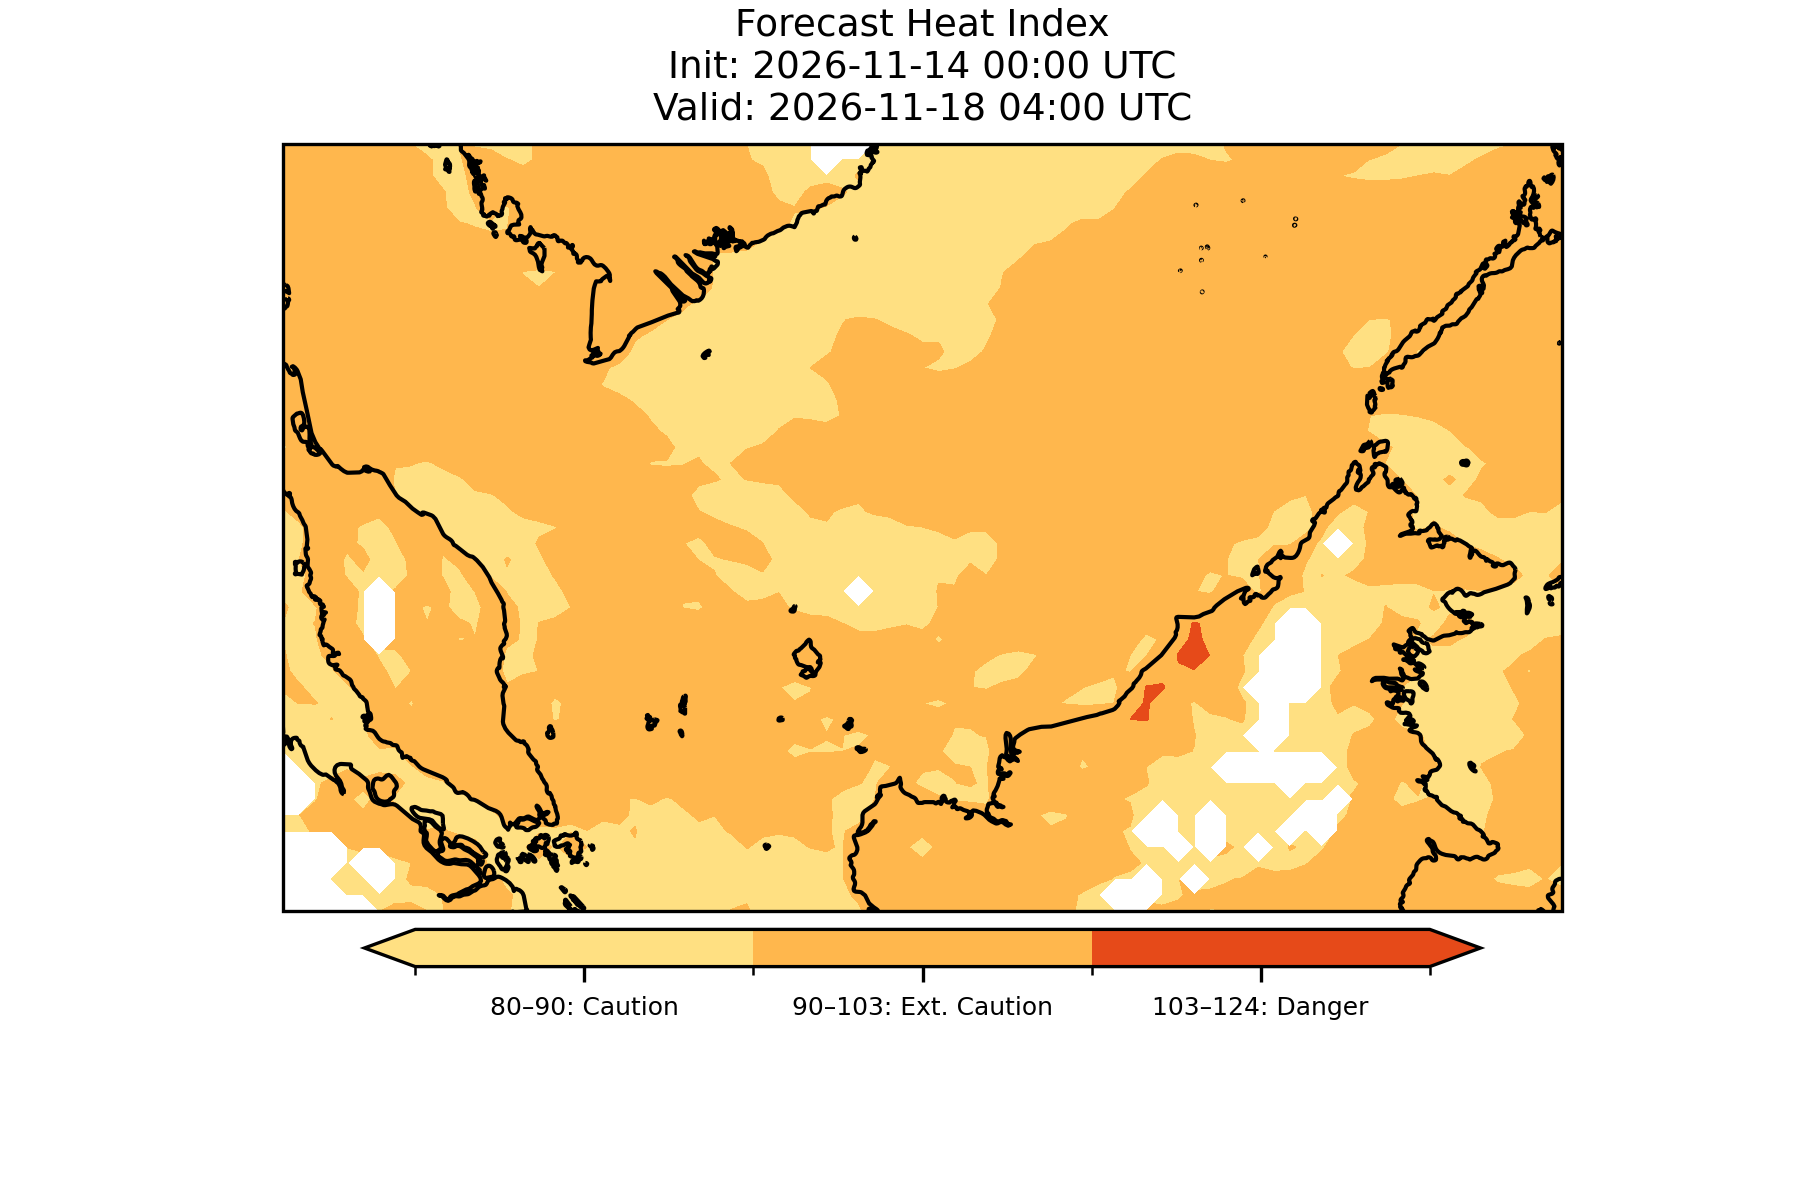 Forecast Heat Index
Init: 2026-11-14 00:00 UTC
Valid: 2026-11-18 04:00 UTC
80–90: Caution
90–103: Ext. Caution
103–124: Danger